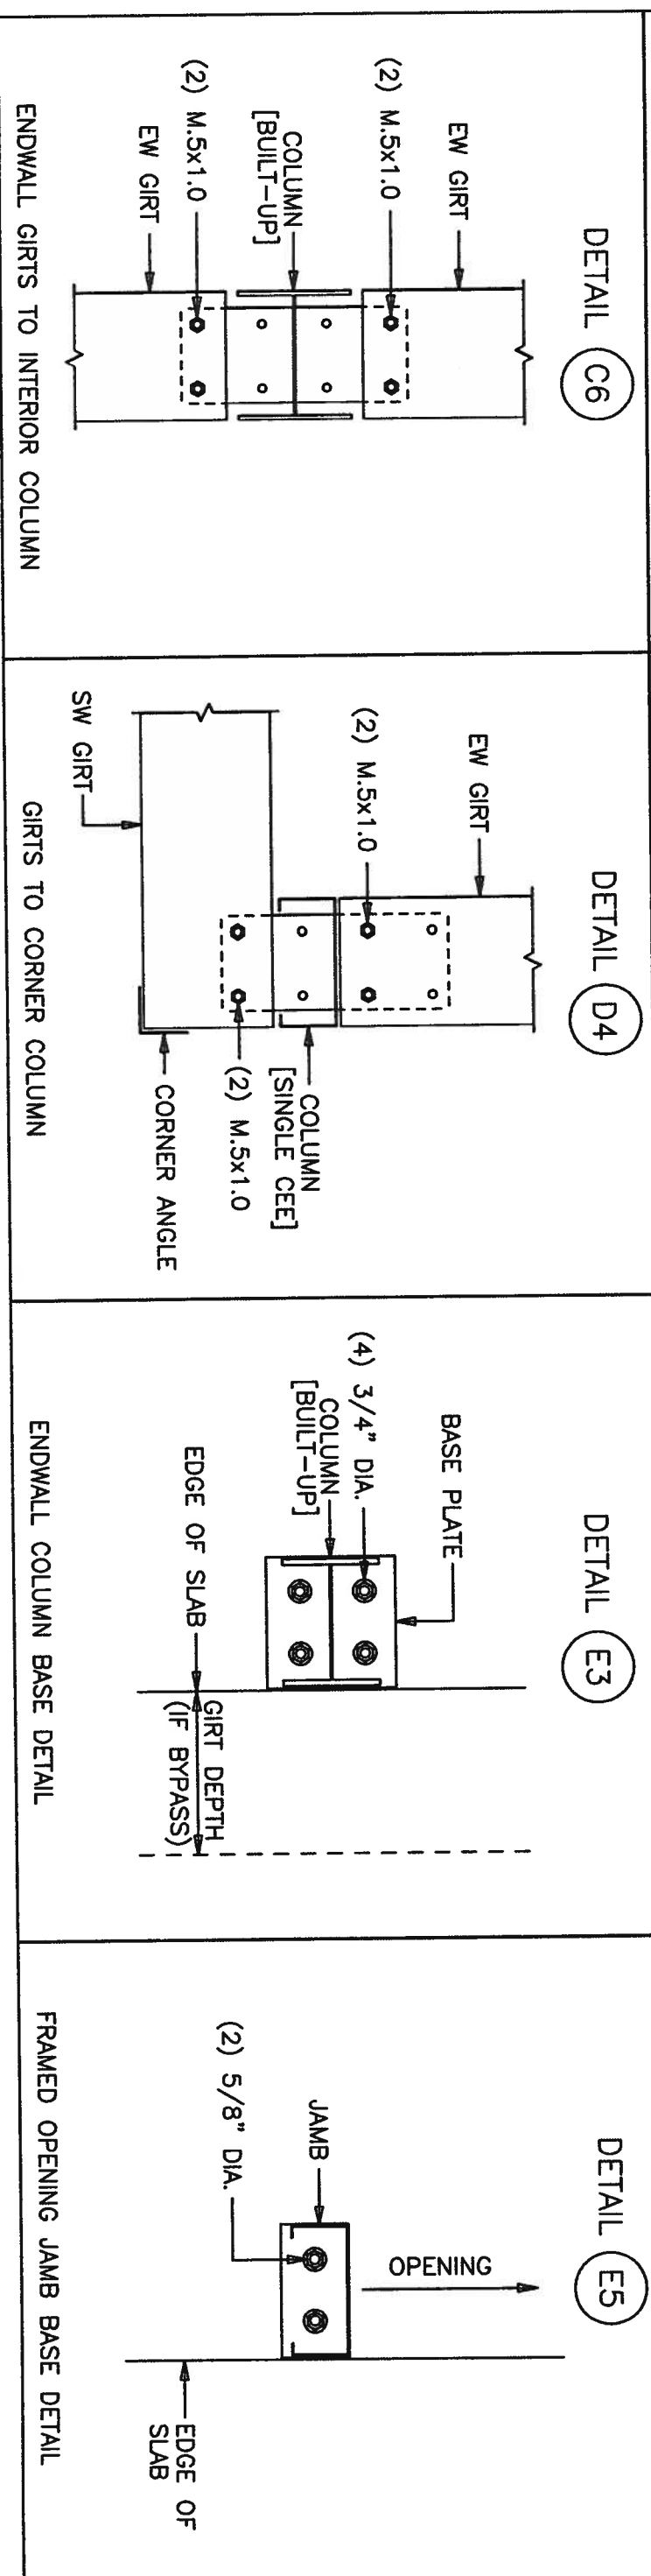 DETAIL C6
EW GIRT
(2) M.5x1.0
COLUMN
[BUILT-UP]
(2) M.5x1.0
EW GIRT
ENDWALL GIRTS TO INTERIOR COLUMN
DETAIL D4
EW GIRT
(2) M.5x1.0
COLUMN
[SINGLE CEE]
(2) M.5x1.0
CORNER ANGLE
SW GIRT
GIRTS TO CORNER COLUMN
DETAIL E3
BASE PLATE
(4) 3/4" DIA.
COLUMN
[BUILT-UP]
EDGE OF SLAB
GIRT DEPTH
(IF BYPASS)
ENDWALL COLUMN BASE DETAIL
DETAIL E5
OPENING
JAMB
(2) 5/8" DIA.
EDGE OF
SLAB
FRAMED OPENING JAMB BASE DETAIL